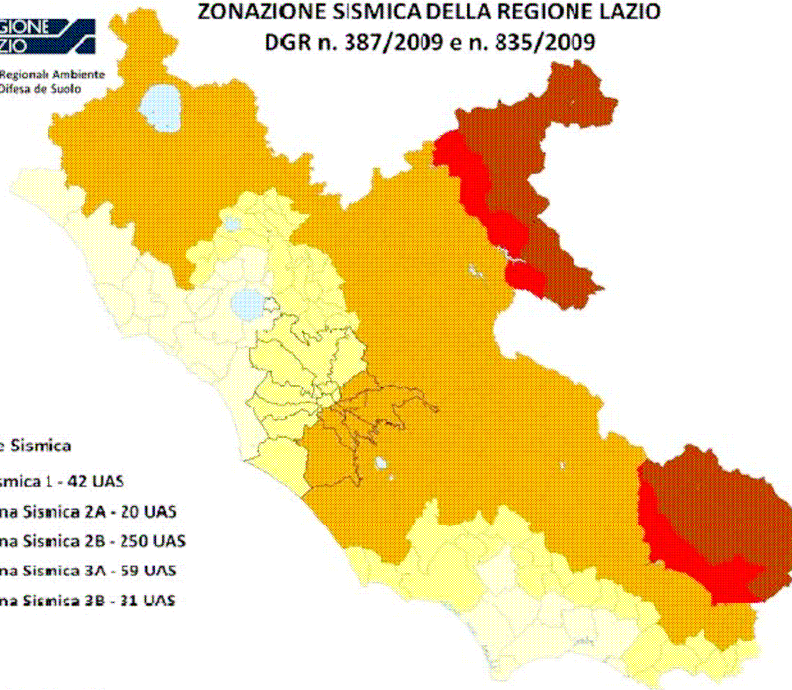 ZONAZIONE SISMICA DELLA REGIONE LAZIO
DGR n. 387/2009 e n. 835/2009
GIONE
ZIO
Regionale Ambiente
Difesa de Suolo
e Sismica
smica 1 - 42 UAS
na Sismica 2A - 20 UAS
na Sismica 2B - 250 UAS
na Sismica 3A - 59 UAS
na Sismica 3B - 31 UAS